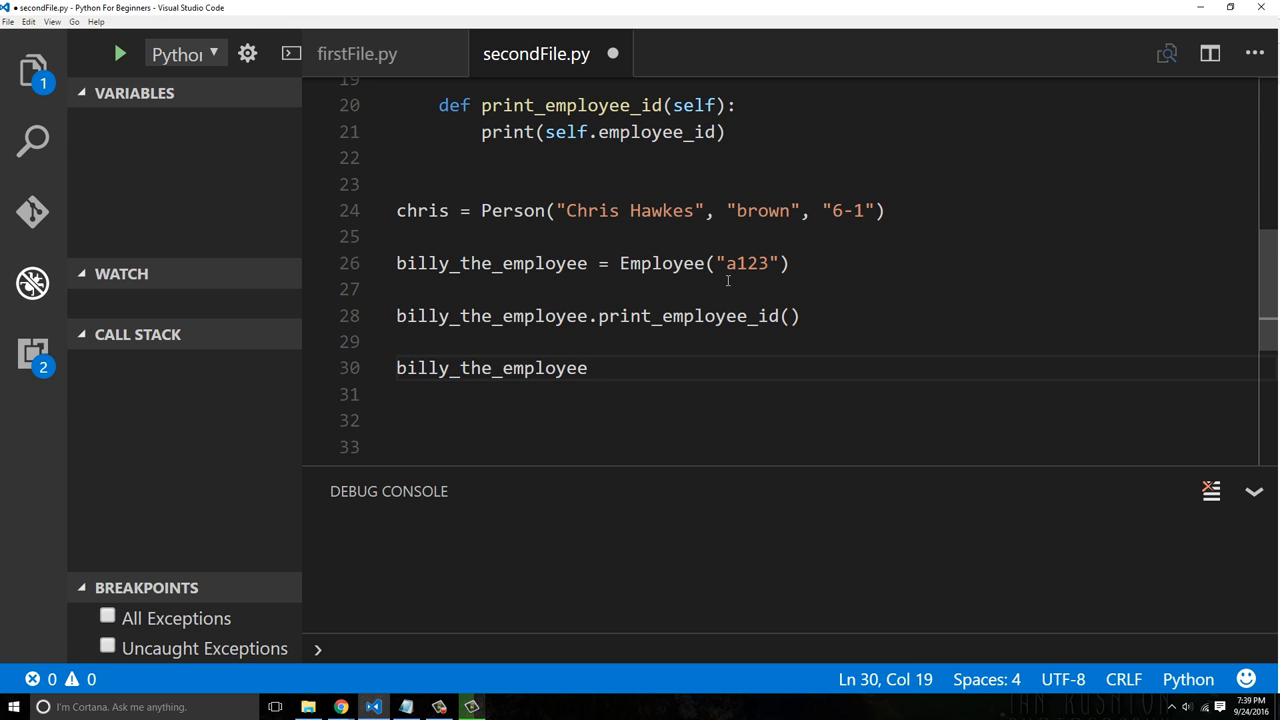 secondFile.py - Python For Beginners - Visual Studio Code
File Edit View Go Help
Python
firstFile.py
secondFile.py
1
VARIABLES
WATCH
CALL STACK
2
BREAKPOINTS
All Exceptions
Uncaught Exceptions
19
20 def print_employee_id(self):
21 print(self.employee_id)
22
23
24 chris = Person("Chris Hawkes", "brown", "6-1")
25
26 billy_the_employee = Employee("a123")
27
28 billy_the_employee.print_employee_id()
29
30 billy_the_employee
31
32
33
DEBUG CONSOLE
0 0
Ln 30, Col 19 Spaces: 4 UTF-8 CRLF Python
I'm Cortana. Ask me anything.
7:39 PM
9/24/2016